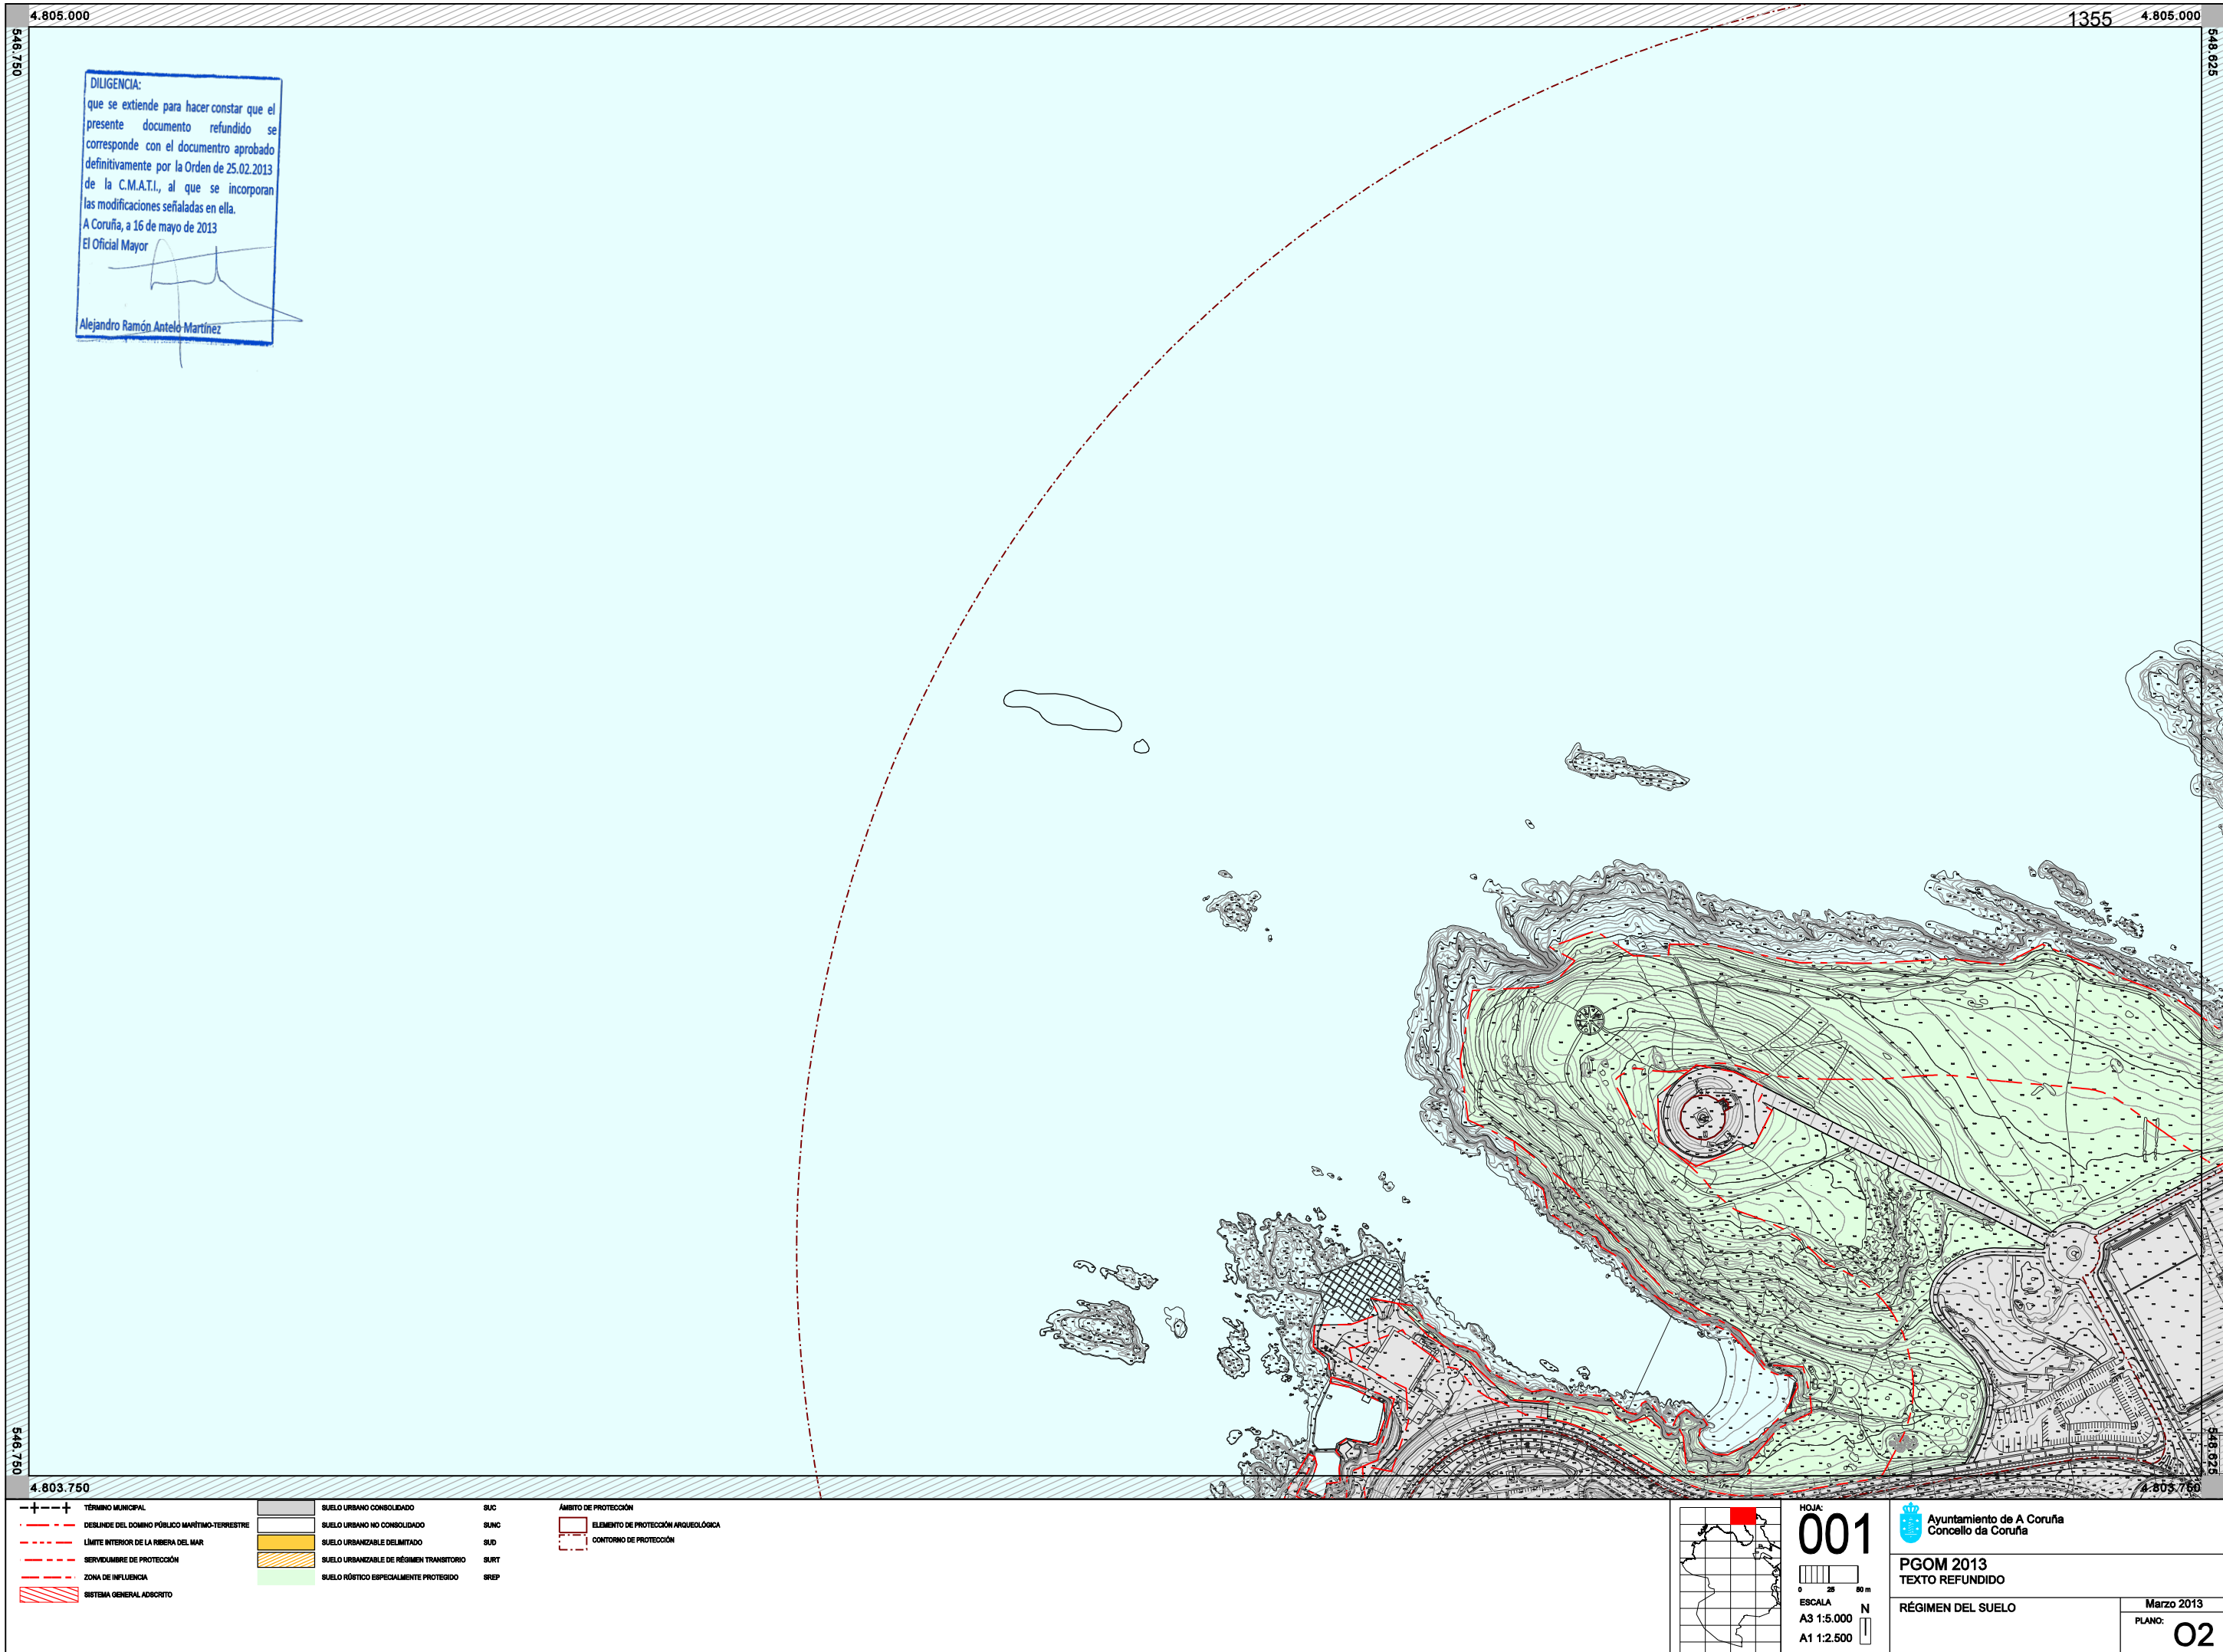 4.805.000
1355
4.805.000
546.750
548.625
DILIGENCIA:
que se extiende para hacer constar que el
presente documento refundido se
corresponde con el documentro aprobado
definitivamente por la Orden de 25.02.2013
de la C.M.A.T.I., al que se incorporan
las modificaciones señaladas en ella.
A Coruña, a 16 de mayo de 2013
El Oficial Mayor
Alejandro Ramón Antelo Martínez
546.750
548.625
4.803.750
4.803.750
TÉRMINO MUNICIPAL
DESLINDE DEL DOMINO PÚBLICO MARÍTIMO-TERRESTRE
LÍMITE INTERIOR DE LA RIBERA DEL MAR
SERVIDUMBRE DE PROTECCIÓN
ZONA DE INFLUENCIA
SISTEMA GENERAL ADSCRITO
SUELO URBANO CONSOLIDADO SUC
SUELO URBANO NO CONSOLIDADO SUNC
SUELO URBANIZABLE DELIMITADO SUD
SUELO URBANIZABLE DE RÉGIMEN TRANSITORIO SURT
SUELO RÚSTICO ESPECIALMENTE PROTEGIDO SREP
ÁMBITO DE PROTECCIÓN
ELEMENTO DE PROTECCIÓN ARQUEOLÓGICA
CONTORNO DE PROTECCIÓN
HOJA:
001
0 25 50 m
ESCALA
A3 1:5.000
A1 1:2.500
N
Ayuntamiento de A Coruña
Concello da Coruña
PGOM 2013
TEXTO REFUNDIDO
RÉGIMEN DEL SUELO
Marzo 2013
PLANO:
O2